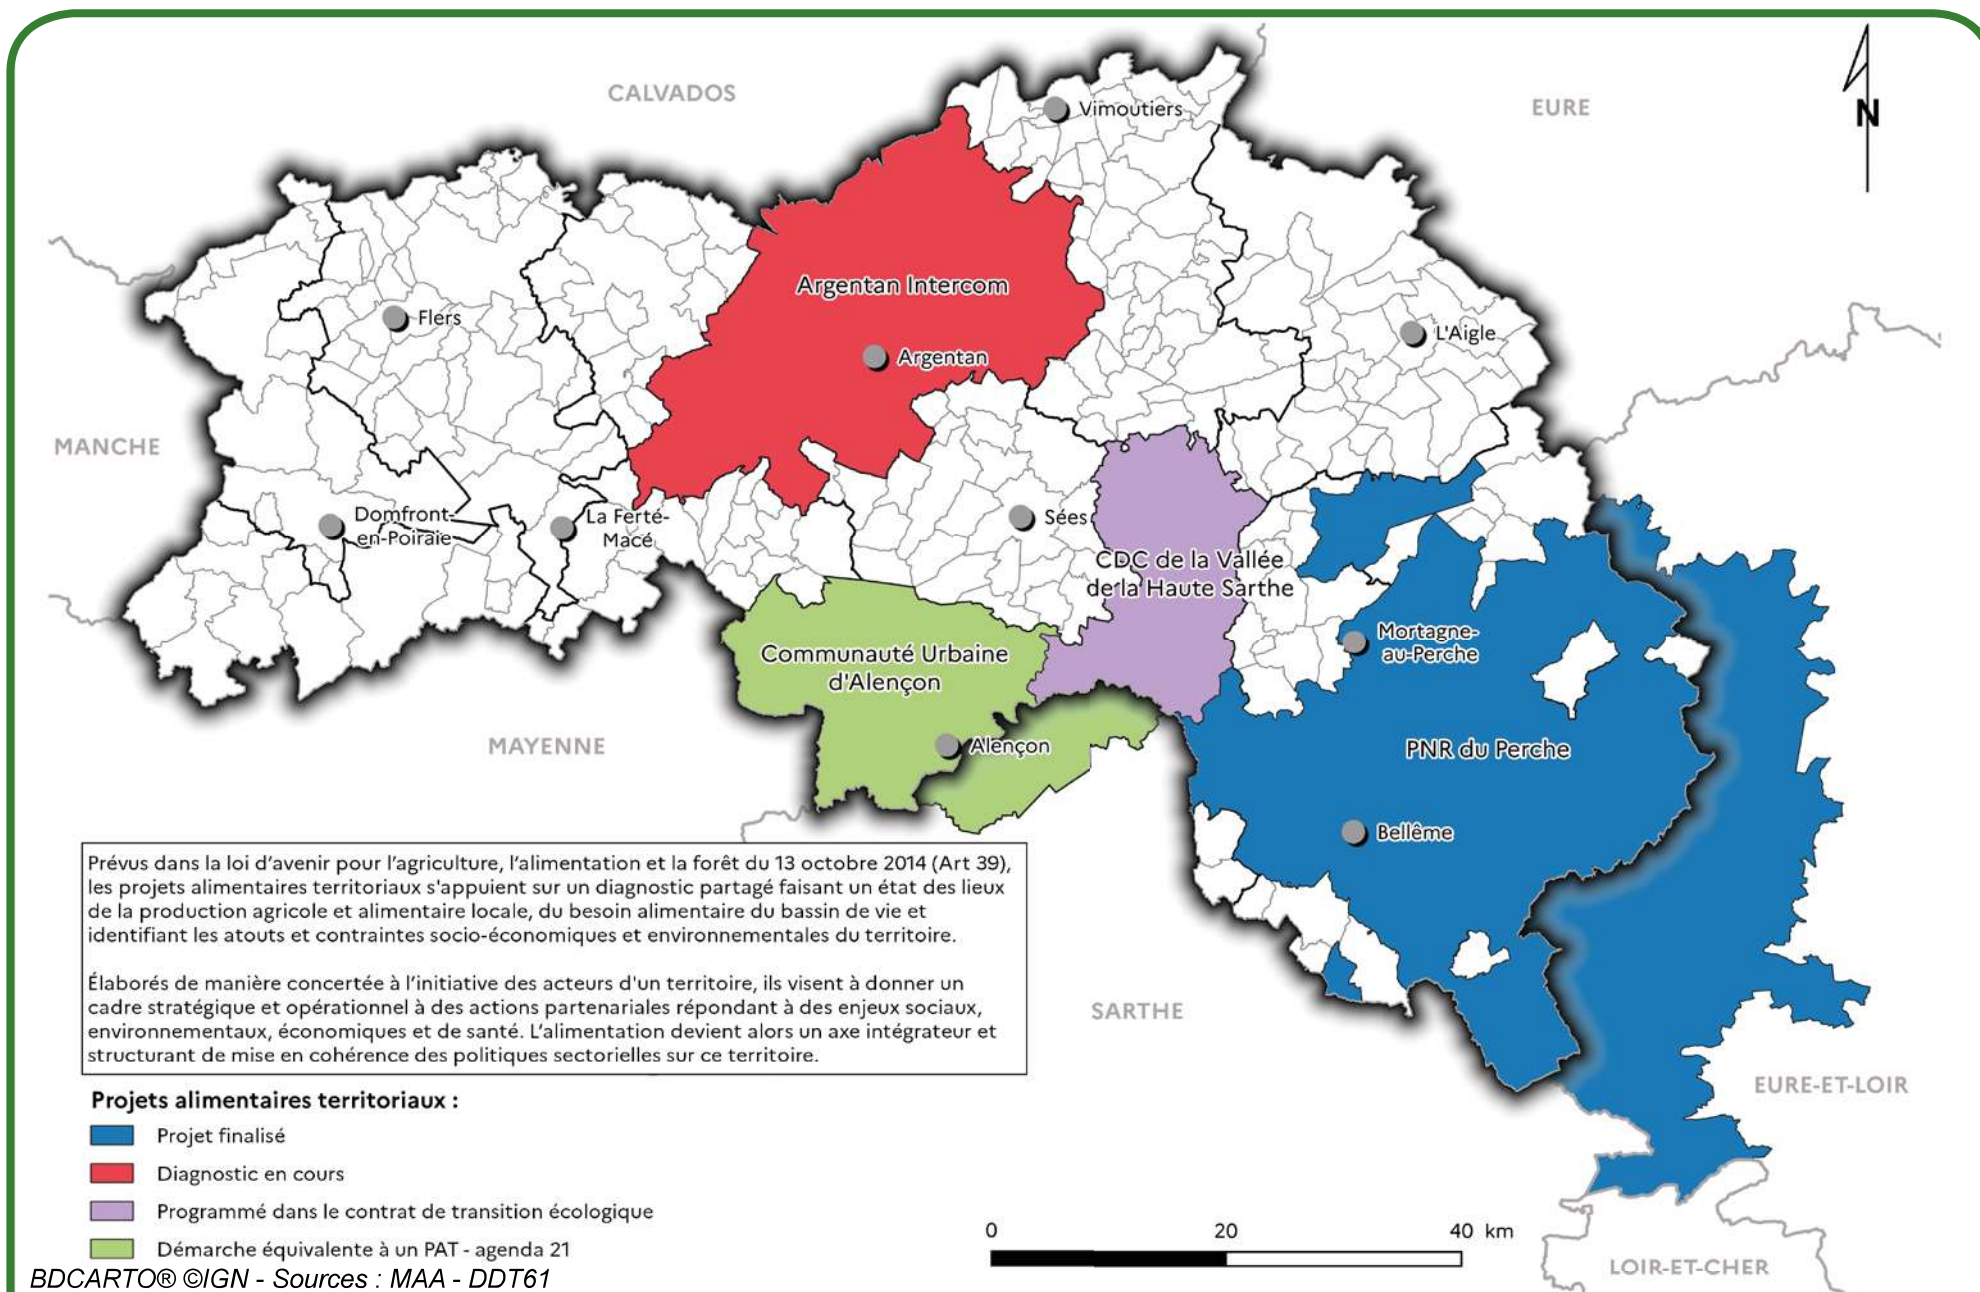 CALVADOS
EURE
N
Vimoutiers
Argentan Intercom
Flers
L'Aigle
Argentan
MANCHE
Domfront-
en-Poiraie
La Ferté-
Macé
Sées
CDC de la Vallée
de la Haute Sarthe
Mortagne-
au-Perche
Communauté Urbaine
d'Alençon
MAYENNE
Alençon
PNR du Perche
Bellême
Prévus dans la loi d'avenir pour l'agriculture, l'alimentation et la forêt du 13 octobre 2014 (Art 39),
les projets alimentaires territoriaux s'appuient sur un diagnostic partagé faisant un état des lieux
de la production agricole et alimentaire locale, du besoin alimentaire du bassin de vie et
identifiant les atouts et contraintes socio-économiques et environnementales du territoire.
Élaborés de manière concertée à l'initiative des acteurs d'un territoire, ils visent à donner un
cadre stratégique et opérationnel à des actions partenariales répondant à des enjeux sociaux,
environnementaux, économiques et de santé. L'alimentation devient alors un axe intégrateur et
structurant de mise en cohérence des politiques sectorielles sur ce territoire.
SARTHE
EURE-ET-LOIR
Projets alimentaires territoriaux :
Projet finalisé
Diagnostic en cours
Programmé dans le contrat de transition écologique
Démarche équivalente à un PAT - agenda 21
0 20 40 km
LOIR-ET-CHER
BDCARTO® ©IGN - Sources : MAA - DDT61